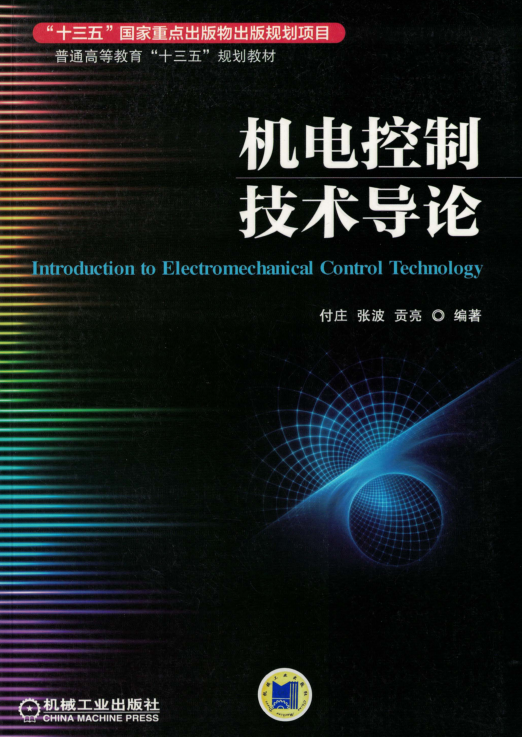 “十三五”国家重点出版物出版规划项目
普通高等教育“十三五”规划教材
机电控制
技术导论
Introduction to Electromechanical Control Technology
付庄 张波 贡亮 ◎ 编著
机械工业出版社
CHINA MACHINE PRESS